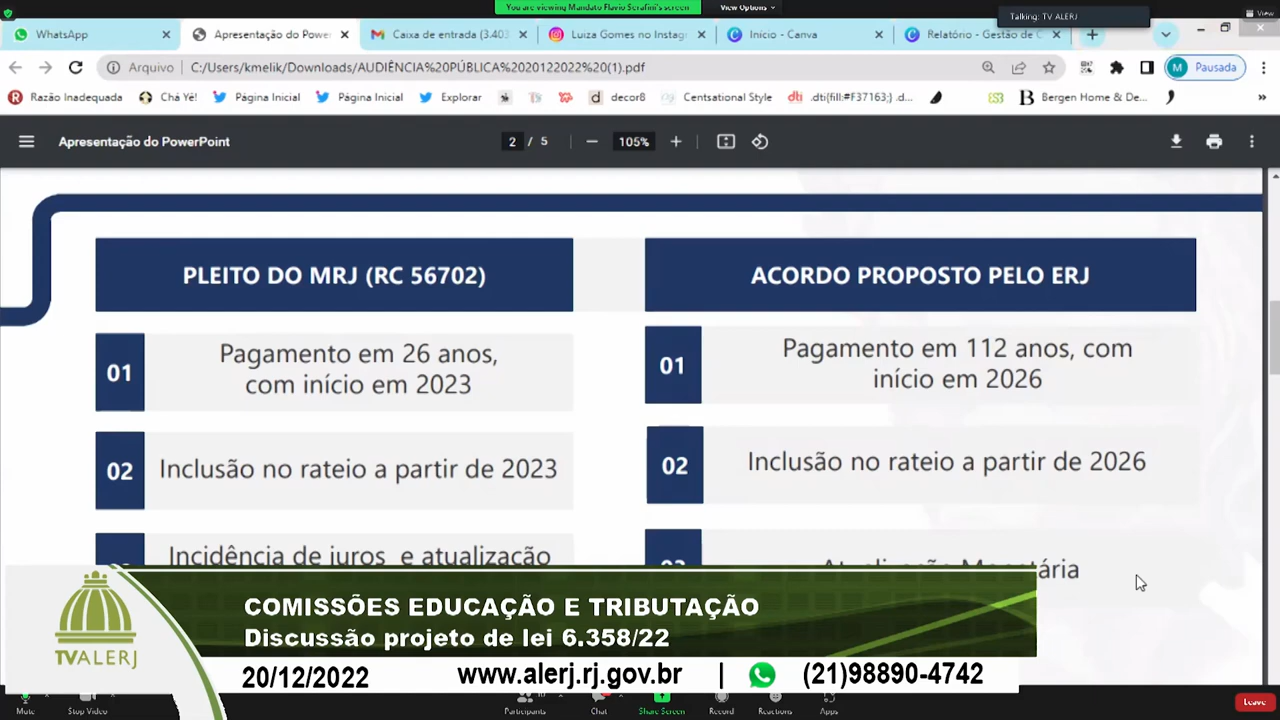 You are viewing Mandato Flavio Serafini's screen
View Options
Talking: TV ALERJ
View
WhatsApp
Apresentação do Powe
Caixa de entrada (3.403
Luiza Gomes no Instag
Início - Canva
Relatório - Gestão de C
Arquivo
C:/Users/kmelik/Downloads/AUDIÊNCIA%20PÚBLICA%2020122022%20(1).pdf
M
Pausada
Razão Inadequada
Chá Yê!
Página Inicial
Página Inicial
Explorar
decor8
Centsational Style
dti
.dti{fill:#F37163;} .d...
Bergen Home & De...
Apresentação do PowerPoint
2 / 5
105%
PLEITO DO MRJ (RC 56702)
ACORDO PROPOSTO PELO ERJ
01
Pagamento em 26 anos,
com início em 2023
01
Pagamento em 112 anos, com
início em 2026
02
Inclusão no rateio a partir de 2023
02
Inclusão no rateio a partir de 2026
Incidência de juros e atualização
03
Atualização Monetária
COMISSÕES EDUCAÇÃO E TRIBUTAÇÃO
Discussão projeto de lei 6.358/22
TVALERJ
20/12/2022
www.alerj.rj.gov.br | (21)98890-4742
Mute
Stop Video
Participants
Chat
Share Screen
Record
Reactions
Apps
Leave